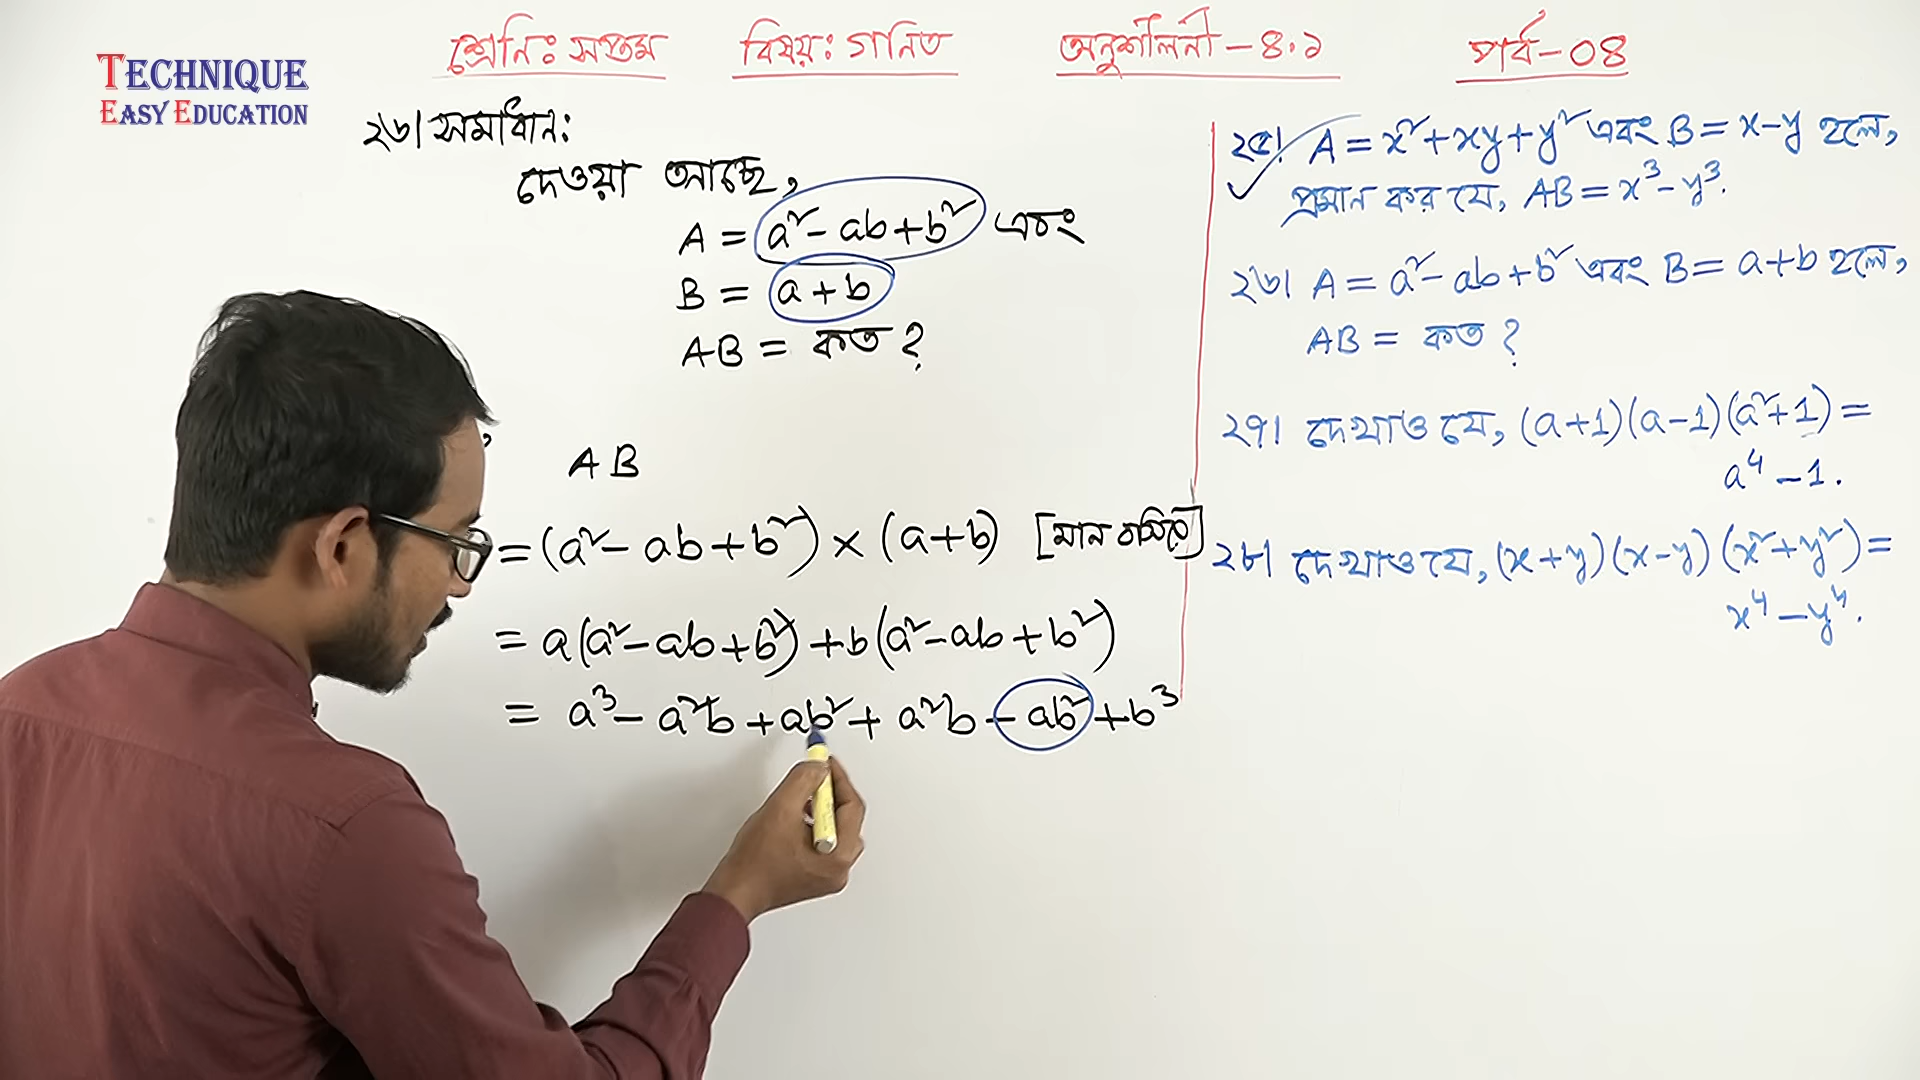 TECHNIQUE
EASY EDUCATION
শ্রেনিঃ সপ্তম বিষয়ঃ গনিত অনুশীলনী-৪.১ পার্ব-০৪
২৬। সমাধান:
দেওয়া আছে,
A = a²-ab+b² এবং
B = a+b
AB = কত?
AB
= (a²-ab+b²)×(a+b) [মান বসিয়ে]
= a(a²-ab+b²)+b(a²-ab+b²)
= a³-a²b+ab²+a²b-ab²+b³
২৫। A=x²+xy+y² এবং B=x-y হলে,
প্রমান কর যে, AB=x³-y³.
২৬। A=a²-ab+b² এবং B=a+b হলে,
AB = কত?
২৭। দেখাও যে, (a+1)(a-1)(a²+1)=
a⁴-1.
২৮। দেখাও যে, (x+y)(x-y)(x²+y²)=
x⁴-y⁴.